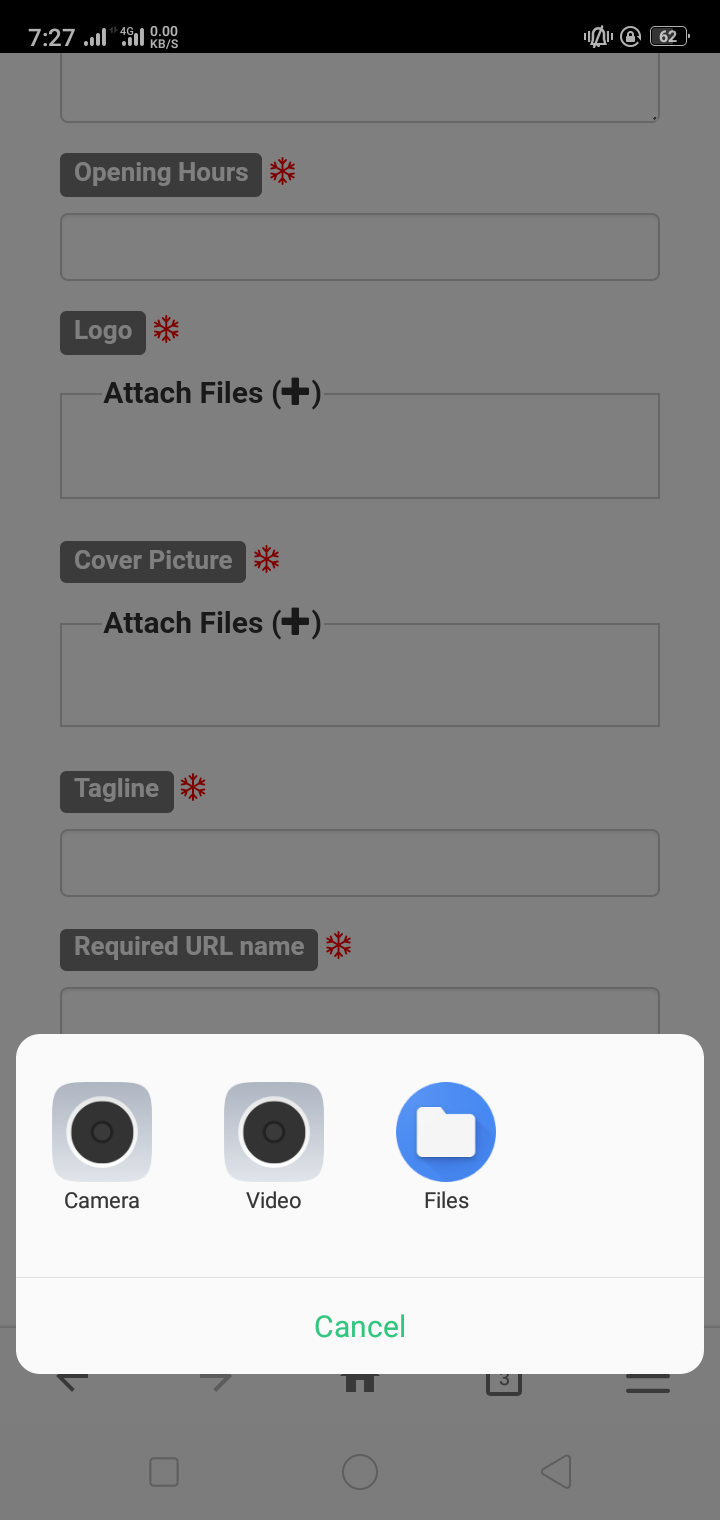 7:27 4G 0.00 KB/S 62
Opening Hours
Logo
Attach Files (+)
Cover Picture
Attach Files (+)
Tagline
Required URL name
Camera Video Files
Cancel
3